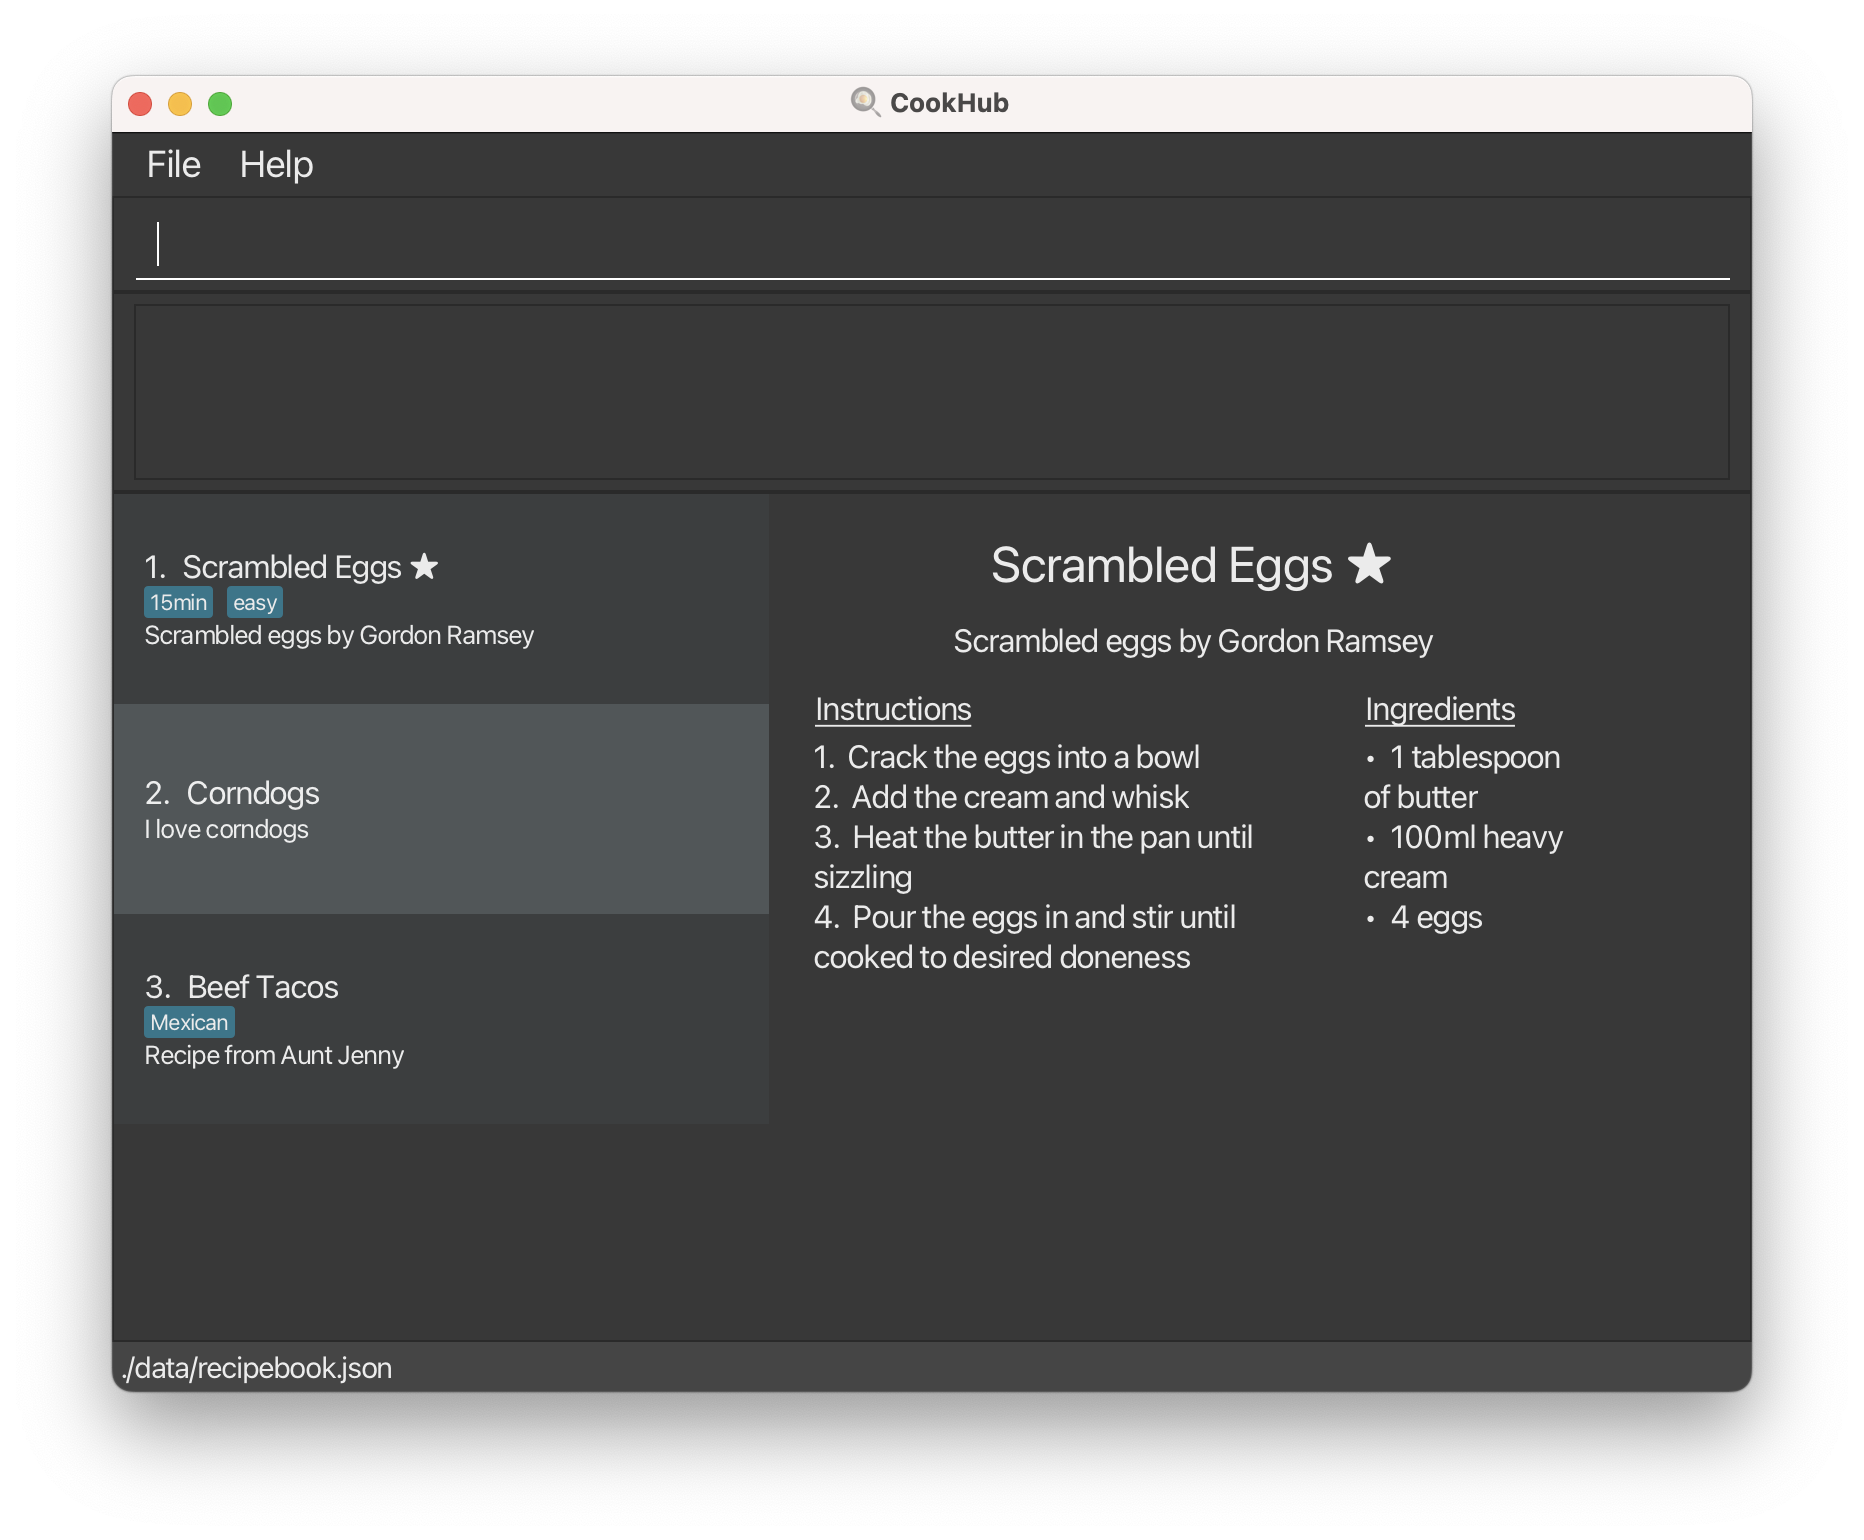 CookHub
File Help
1. Scrambled Eggs ★
15min easy
Scrambled eggs by Gordon Ramsey
2. Corndogs
I love corndogs
3. Beef Tacos
Mexican
Recipe from Aunt Jenny
Scrambled Eggs ★
Scrambled eggs by Gordon Ramsey
Instructions
1. Crack the eggs into a bowl
2. Add the cream and whisk
3. Heat the butter in the pan until
sizzling
4. Pour the eggs in and stir until
cooked to desired doneness
Ingredients
• 1 tablespoon
of butter
• 100ml heavy
cream
• 4 eggs
./data/recipebook.json